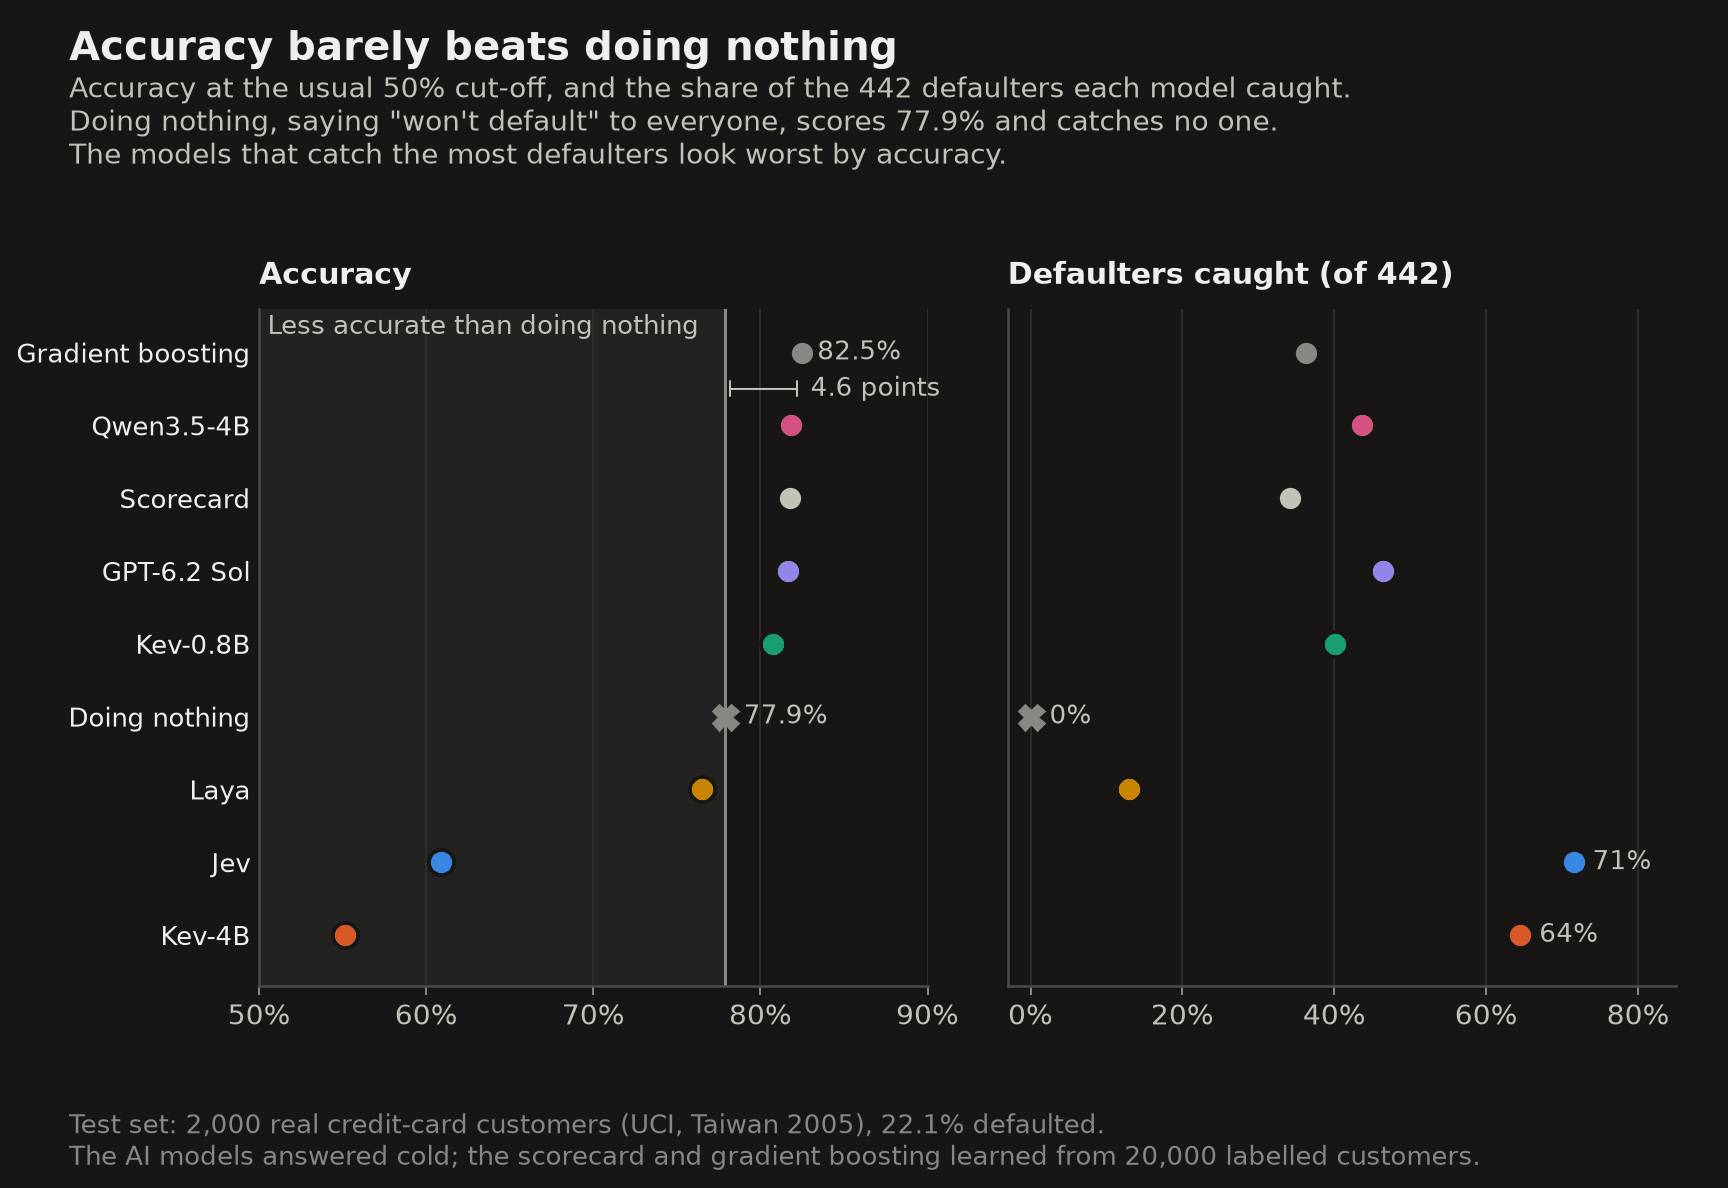 Accuracy barely beats doing nothing
Accuracy at the usual 50% cut-off, and the share of the 442 defaulters each model caught.
Doing nothing, saying "won't default" to everyone, scores 77.9% and catches no one.
The models that catch the most defaulters look worst by accuracy.
Accuracy
Defaulters caught (of 442)
Less accurate than doing nothing
Gradient boosting
82.5%
4.6 points
Qwen3.5-4B
Scorecard
GPT-6.2 Sol
Kev-0.8B
Doing nothing
77.9%
0%
Laya
Jev
71%
Kev-4B
64%
50%
60%
70%
80%
90%
0%
20%
40%
60%
80%
Test set: 2,000 real credit-card customers (UCI, Taiwan 2005), 22.1% defaulted.
The AI models answered cold; the scorecard and gradient boosting learned from 20,000 labelled customers.